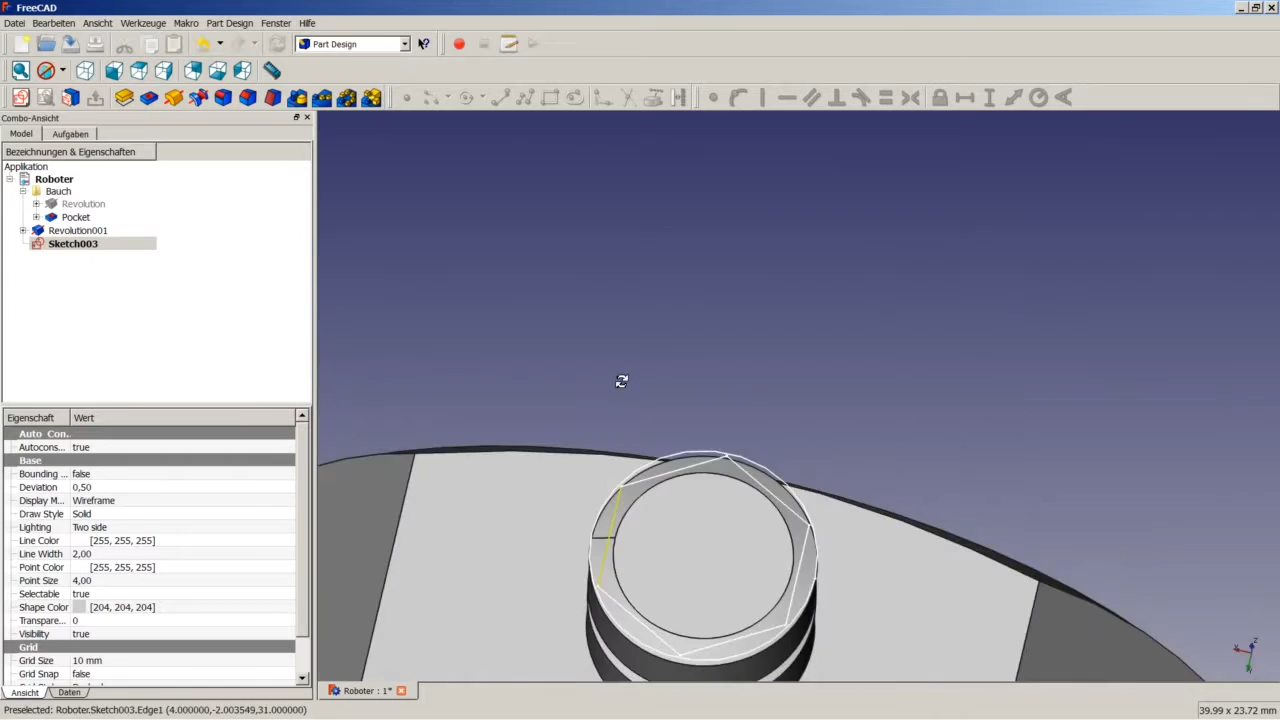 FreeCAD
Datei Bearbeiten Ansicht Werkzeuge Makro Part Design Fenster Hilfe
Part Design
Combo-Ansicht
Model Aufgaben
Bezeichnungen & Eigenschaften
Applikation
Roboter
Bauch
Revolution
Pocket
Revolution001
Sketch003
Eigenschaft Wert
Auto Con..
Autocons... true
Base
Bounding ... false
Deviation 0,50
Display M... Wireframe
Draw Style Solid
Lighting Two side
Line Color [255, 255, 255]
Line Width 2,00
Point Color [255, 255, 255]
Point Size 4,00
Selectable true
Shape Color [204, 204, 204]
Transpare... 0
Visibility true
Grid
Grid Size 10 mm
Grid Snap false
Ansicht Daten
Roboter : 1*
Preselected: Roboter.Sketch003.Edge1 (4.000000,-2.003549,31.000000)
39.99 x 23.72 mm